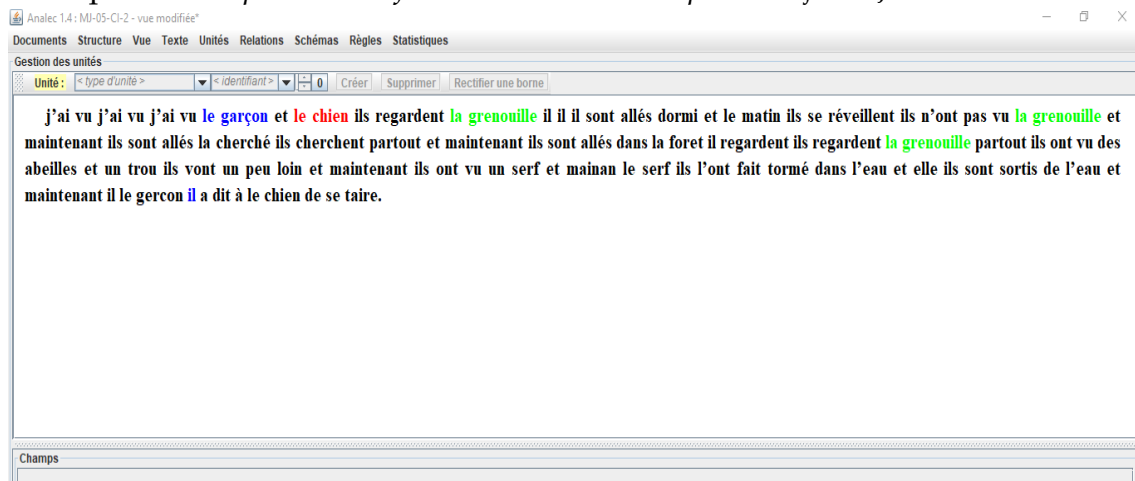 Analec 1.4 : MJ-05-CI-2 - vue modifiée*
Documents Structure Vue Texte Unités Relations Schémas Règles Statistiques
Gestion des unités
Unité : < type d'unité > < identifiant > 0 Créer Supprimer Rectifier une borne
j'ai vu j'ai vu j'ai vu le garçon et le chien ils regardent la grenouille il il il sont allés dormi et le matin ils se réveillent ils n'ont pas vu la grenouille et
maintenant ils sont allés la cherché ils cherchent partout et maintenant ils sont allés dans la foret il regardent ils regardent la grenouille partout ils ont vu des
abeilles et un trou ils vont un peu loin et maintenant ils ont vu un serf et mainan le serf ils l'ont fait tormé dans l'eau et elle ils sont sortis de l'eau et
maintenant il le gercon il a dit à le chien de se taire.
Champs